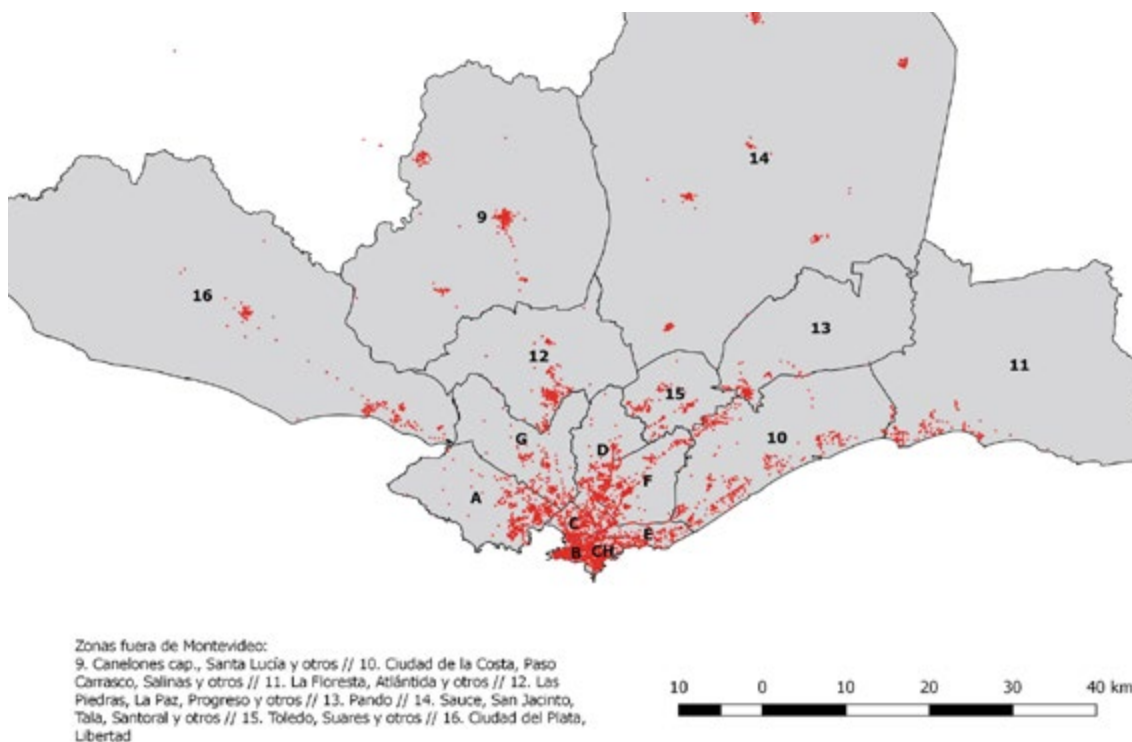 14
9
16
13
12
11
15
G
D
10
A
F
C
E
B
CH
Zonas fuera de Montevideo:
9. Canelones cap., Santa Lucía y otros // 10. Ciudad de la Costa, Paso
Carrasco, Salinas y otros // 11. La Floresta, Atlántida y otros // 12. Las
Piedras, La Paz, Progreso y otros // 13. Pando // 14. Sauce, San Jacinto,
Tala, Santoral y otros // 15. Toledo, Suares y otros // 16. Ciudad del Plata,
Libertad
10 0 10 20 30 40 km